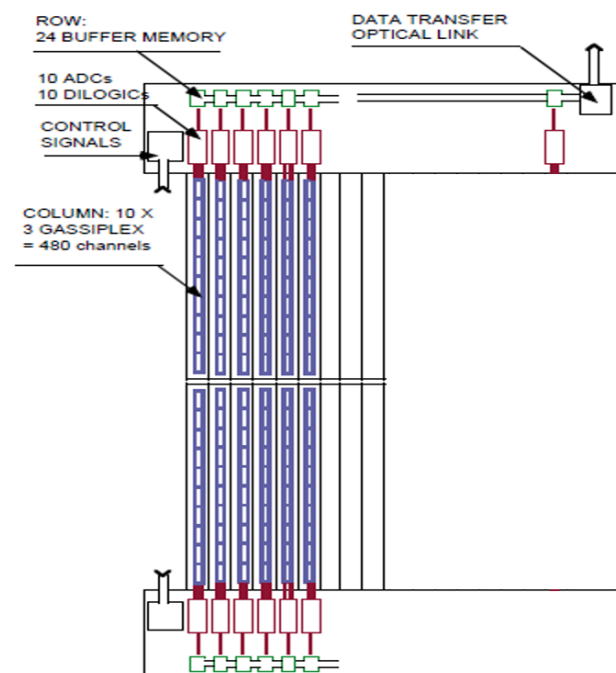 ROW:
24 BUFFER MEMORY
DATA TRANSFER
OPTICAL LINK
10 ADCs
10 DILOGICS
CONTROL
SIGNALS
COLUMN: 10 X
3 GASSIPLEX
= 480 channels